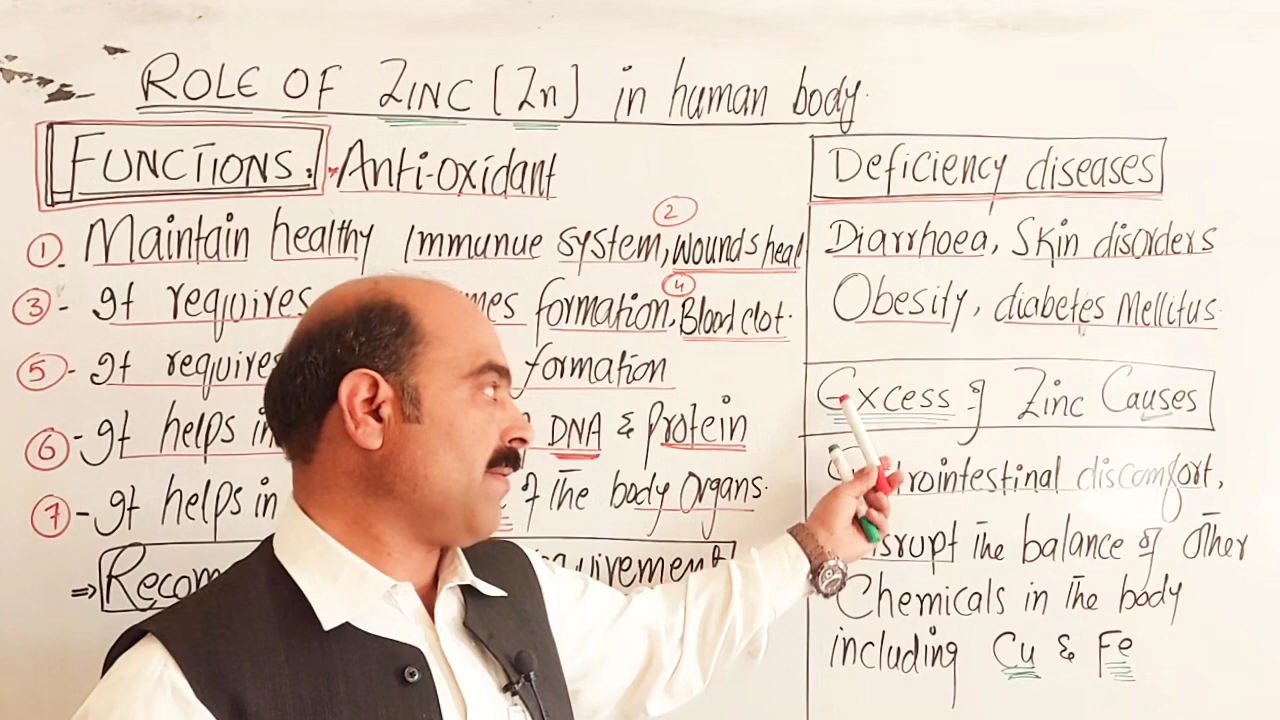 ROLE OF ZINC [Zn] in human body.
FUNCTIONS: Anti-oxidant
1. Maintain healthy Immunue system, 2 wounds heal
3 - It requires formation, 4 Blood clot.
5 - It requires formation
6 - It helps in DNA & protein
7 - It helps in of the body Organs.
⇒
Deficiency diseases
Diarrhoea, Skin disorders
Obesity, diabetes Mellitus.
Excess of Zinc Causes
discomfort,
the balance of Other
Chemicals in the body
including Cu & Fe